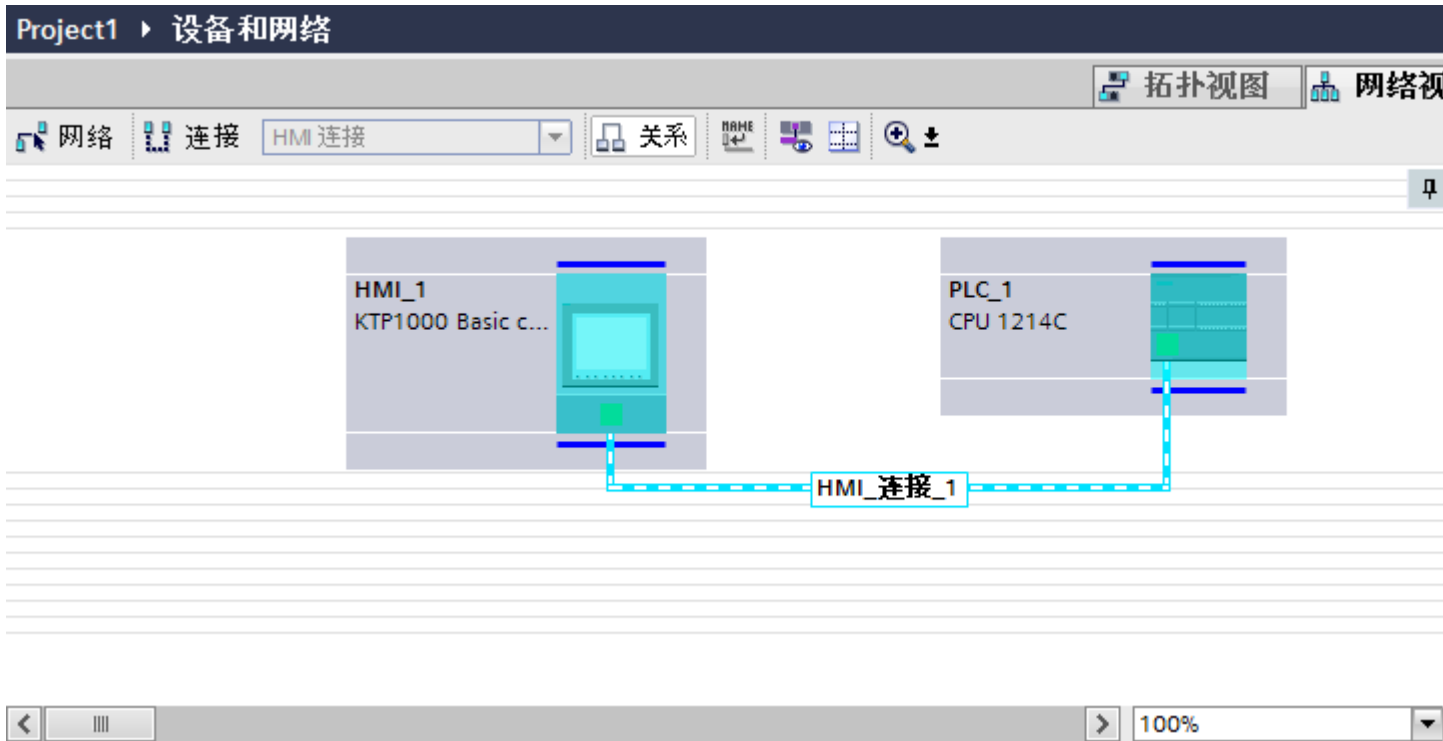 Project1 ▸ 设备和网络
拓扑视图 网络视
网络 连接 HMI 连接 关系
HMI_1
KTP1000 Basic c...
PLC_1
CPU 1214C
HMI_连接_1
100%